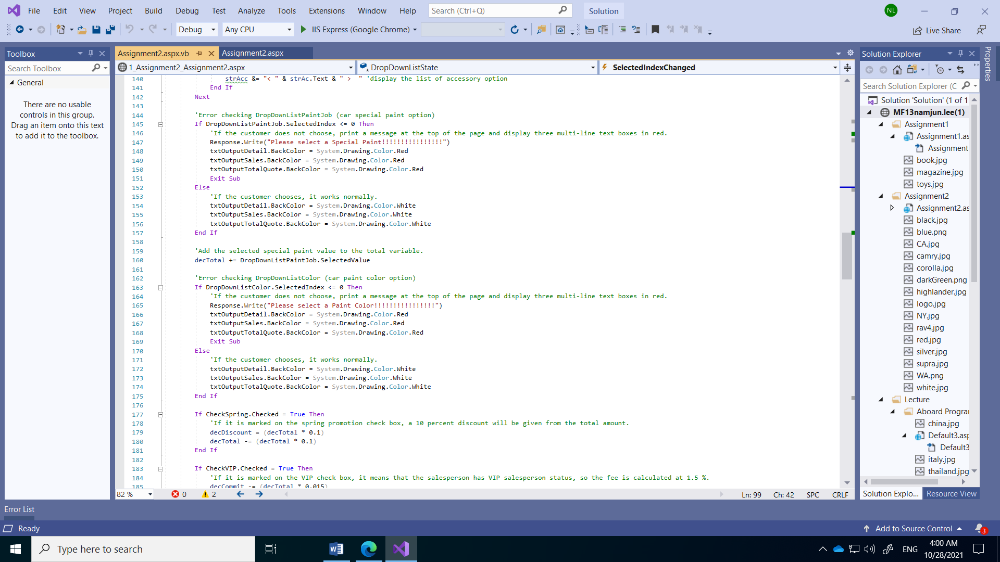 File Edit View Project Build Debug Test Analyze Tools Extensions Window Help Search (Ctrl+Q) Solution NL
Debug Any CPU IIS Express (Google Chrome) Live Share
Toolbox
Search Toolbox
General
There are no usable
controls in this group.
Drag an item onto this text
to add it to the toolbox.
Assignment2.aspx.vb Assignment2.aspx
1_Assignment2_Assignment2.aspx DropDownListState SelectedIndexChanged
140 strAcc &= "< " & strAc.Text & " >  " 'display the list of accessory option
141 End If
142 Next
143
144 'Error checking DropDownListPaintJob (car special paint option)
145 If DropDownListPaintJob.SelectedIndex <= 0 Then
146 'If the customer does not choose, print a message at the top of the page and display three multi-line text boxes in red.
147 Response.Write("Please select a Special Paint!!!!!!!!!!!!!!!!")
148 txtOutputDetail.BackColor = System.Drawing.Color.Red
149 txtOutputSales.BackColor = System.Drawing.Color.Red
150 txtOutputTotalQuote.BackColor = System.Drawing.Color.Red
151 Exit Sub
152 Else
153 'If the customer chooses, it works normally.
154 txtOutputDetail.BackColor = System.Drawing.Color.White
155 txtOutputSales.BackColor = System.Drawing.Color.White
156 txtOutputTotalQuote.BackColor = System.Drawing.Color.White
157 End If
158
159 'Add the selected special paint value to the total variable.
160 decTotal += DropDownListPaintJob.SelectedValue
161
162 'Error checking DropDownListColor (car paint color option)
163 If DropDownListColor.SelectedIndex <= 0 Then
164 'If the customer does not choose, print a message at the top of the page and display three multi-line text boxes in red.
165 Response.Write("Please select a Paint Color!!!!!!!!!!!!!!!!")
166 txtOutputDetail.BackColor = System.Drawing.Color.Red
167 txtOutputSales.BackColor = System.Drawing.Color.Red
168 txtOutputTotalQuote.BackColor = System.Drawing.Color.Red
169 Exit Sub
170 Else
171 'If the customer chooses, it works normally.
172 txtOutputDetail.BackColor = System.Drawing.Color.White
173 txtOutputSales.BackColor = System.Drawing.Color.White
174 txtOutputTotalQuote.BackColor = System.Drawing.Color.White
175 End If
176
177 If CheckSpring.Checked = True Then
178 'If it is marked on the spring promotion check box, a 10 percent discount will be given from the total amount.
179 decDiscount = (decTotal * 0.1)
180 decTotal -= (decTotal * 0.1)
181 End If
182
183 If CheckVIP.Checked = True Then
184 'If it is marked on the VIP check box, it means that the salesperson has VIP salesperson status, so the fee is calculated at 1.5 %.
185 decCommit -= (decTotal * 0.015)
82 % 0 2 Ln: 99 Ch: 42 SPC CRLF
Solution Explorer
Search Solution Explorer (C
Solution 'Solution' (1 of 1
MF13namjun.lee(1)
Assignment1
Assignment1.as
Assignment
book.jpg
magazine.jpg
toys.jpg
Assignment2
Assignment2.as
black.jpg
blue.png
CA.jpg
camry.jpg
corolla.jpg
darkGreen.png
highlander.jpg
logo.jpg
NY.jpg
rav4.jpg
red.jpg
silver.jpg
supra.jpg
WA.png
white.jpg
Lecture
Aboard Progra
china.jpg
Default3.asp
Default3
italy.jpg
thailand.jpg
Solution Explo... Resource View
Properties
Error List
Ready Add to Source Control 3
Type here to search ENG 4:00 AM
10/28/2021